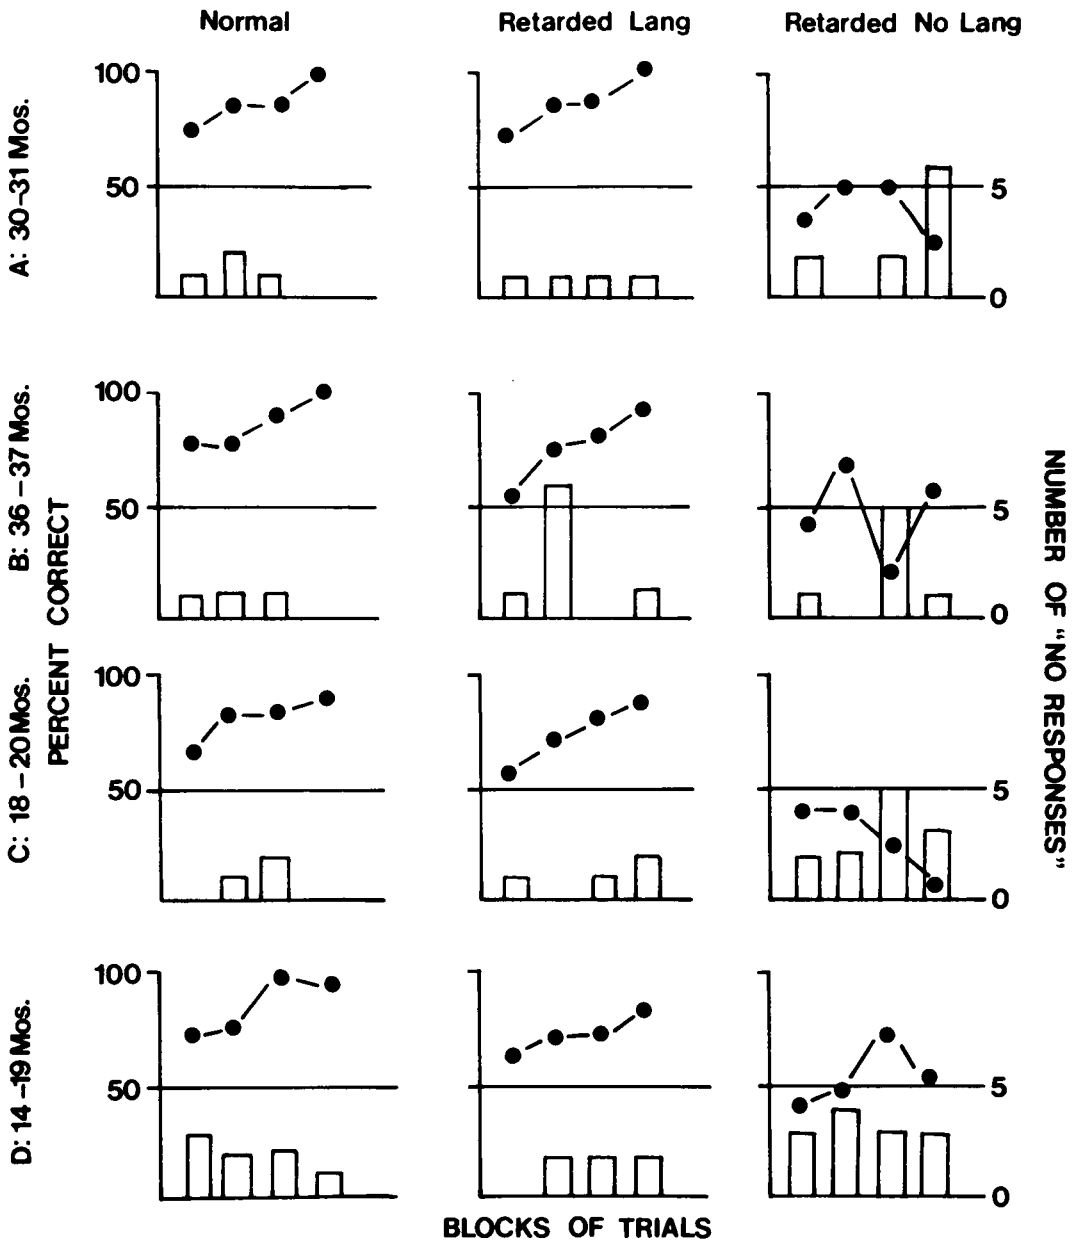 Normal Retarded Lang Retarded No Lang
A: 30-31 Mos.
100
50
5
0
B: 36-37 Mos.
100
50
5
0
C: 18-20 Mos.
100
50
5
0
D: 14-19 Mos.
100
50
5
0
PERCENT CORRECT
NUMBER OF "NO RESPONSES"
BLOCKS OF TRIALS